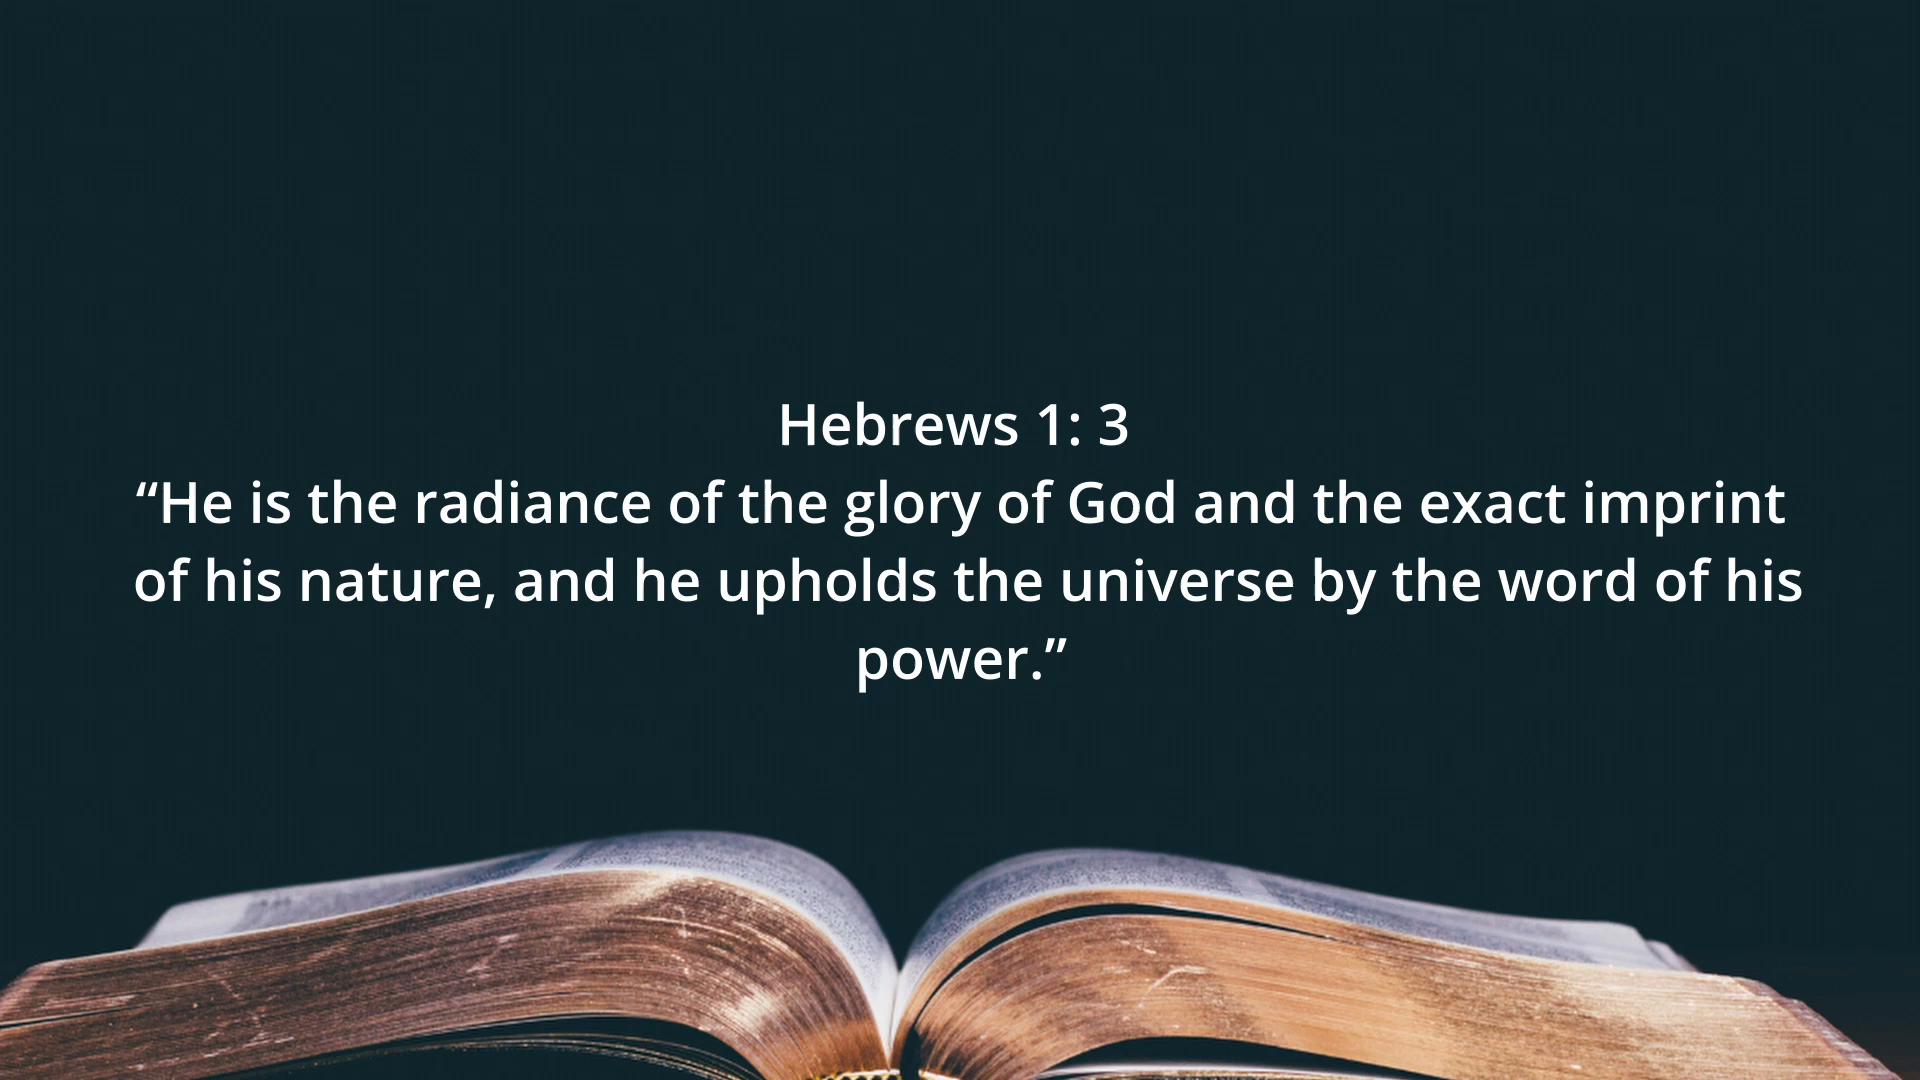 Hebrews 1: 3
“He is the radiance of the glory of God and the exact imprint
of his nature, and he upholds the universe by the word of his
power.”